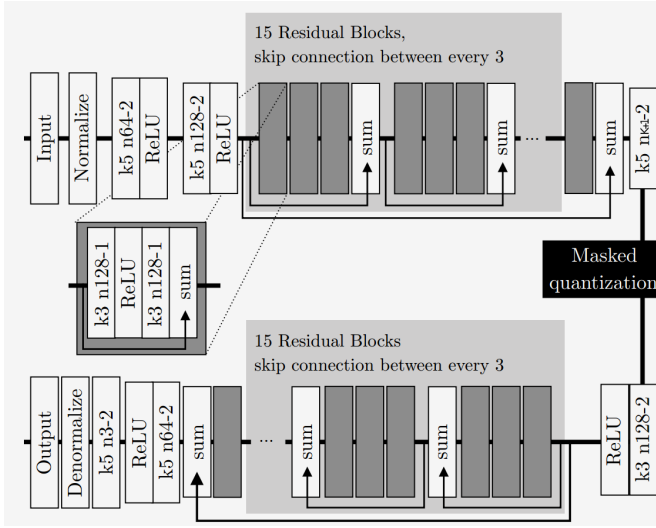 15 Residual Blocks,
skip connection between every 3
Input
Normalize
k5 n64-2
ReLU
k5 n128-2
ReLU
sum
sum
...
sum
k5 nK+1-2
k3 n128-1
ReLU
k3 n128-1
sum
Masked
quantization
15 Residual Blocks
skip connection between every 3
Output
Denormalize
k5 n3-2
ReLU
k5 n64-2
sum
...
sum
sum
ReLU
k3 n128-2